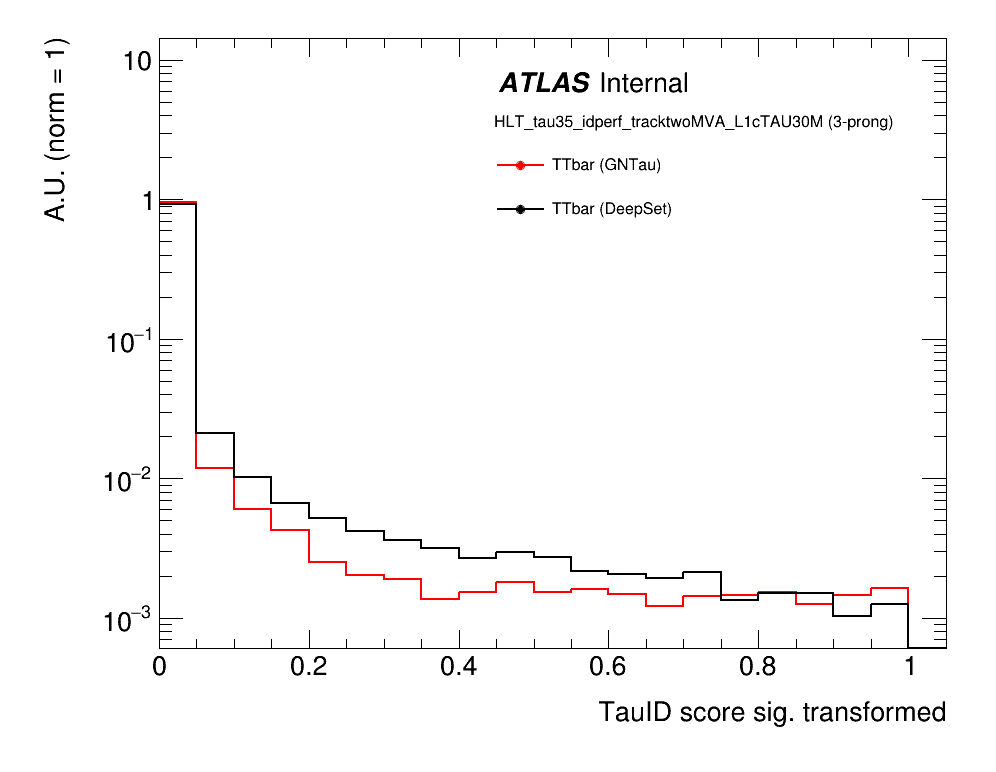 A.U. (norm = 1)
10
1
10⁻¹
10⁻²
10⁻³
ATLAS Internal
HLT_tau35_idperf_tracktwoMVA_L1cTAU30M (3-prong)
TTbar (GNTau)
TTbar (DeepSet)
0 0.2 0.4 0.6 0.8 1
TauID score sig. transformed